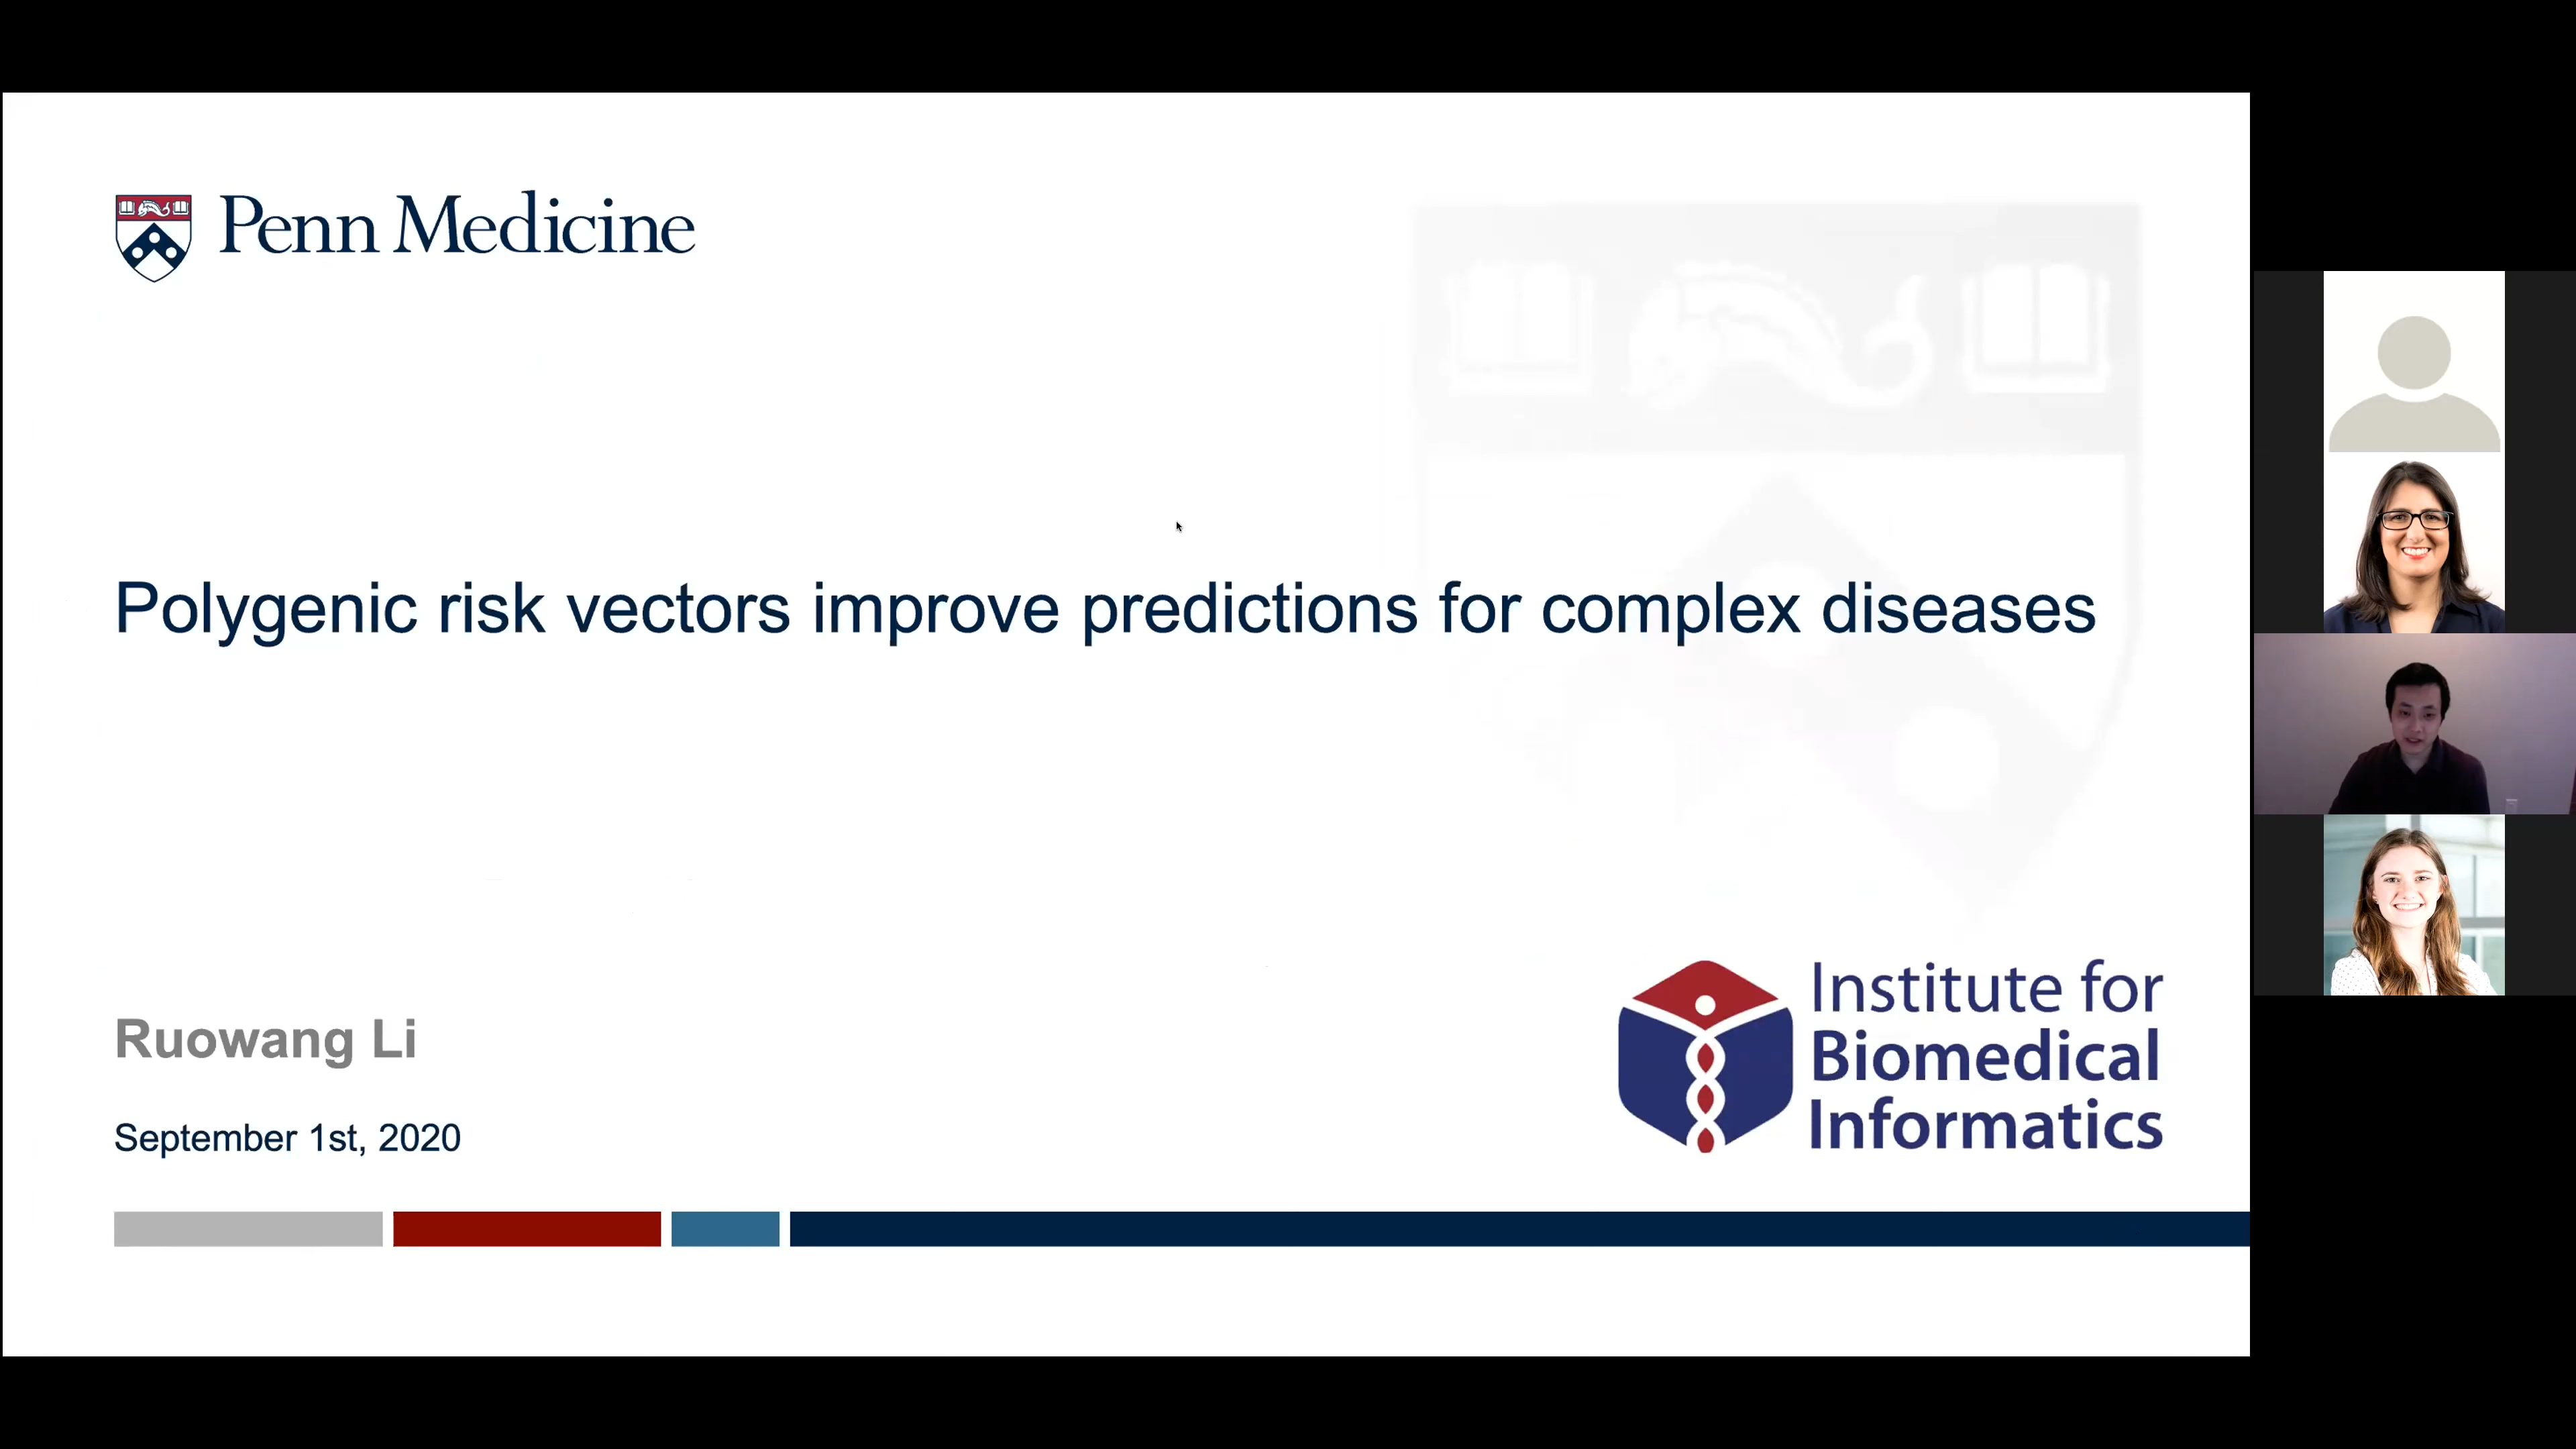 Penn Medicine
Polygenic risk vectors improve predictions for complex diseases
Ruowang Li
September 1st, 2020
Institute for
Biomedical
Informatics